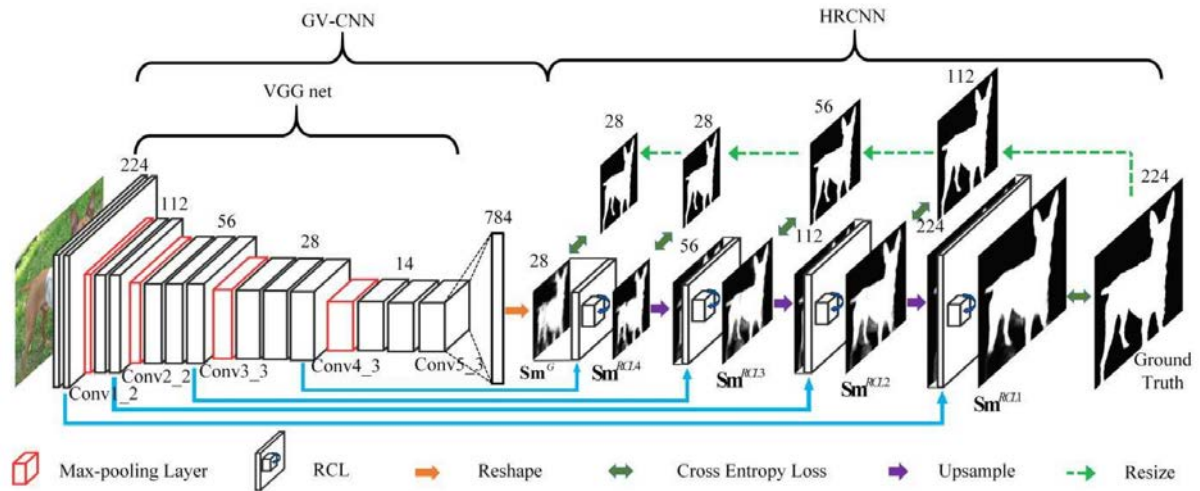 GV-CNN
HRCNN
VGG net
112
56
28
28
224
224
112
784
56
224
28
112
14
56
28
Conv5_3
Conv4_3
Conv3_3
Conv2_2
Conv1_2
Sm^G
Sm^RCL4
Sm^RCL3
Sm^RCL2
Sm^RCL1
Ground
Truth
Max-pooling Layer
RCL
Reshape
Cross Entropy Loss
Upsample
Resize